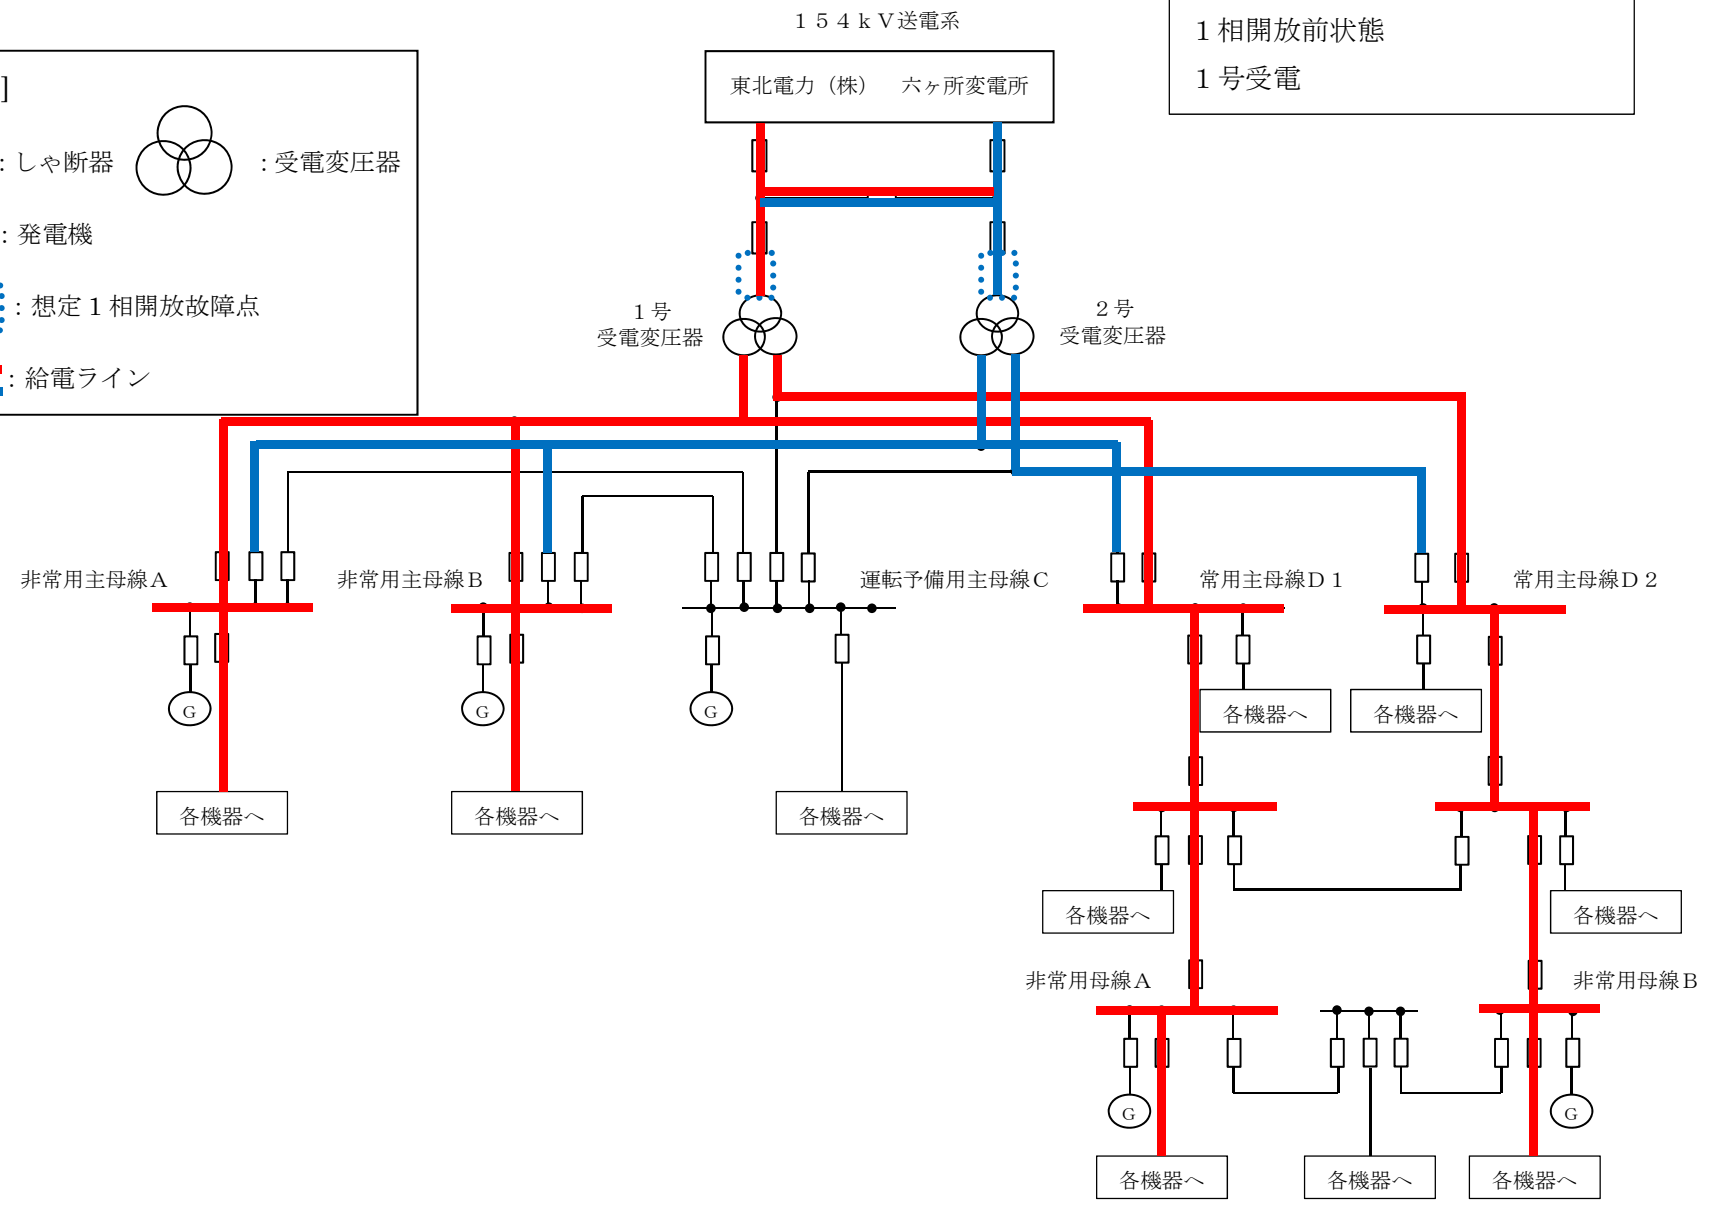 １５４ｋＶ送電系
東北電力（株）　六ヶ所変電所
１相開放前状態
１号受電
]
：しゃ断器
：受電変圧器
：発電機
：想定１相開放故障点
：給電ライン
１号
受電変圧器
２号
受電変圧器
非常用主母線Ａ
非常用主母線Ｂ
運転予備用主母線Ｃ
常用主母線Ｄ１
常用主母線Ｄ２
G
G
G
各機器へ
各機器へ
各機器へ
各機器へ
各機器へ
各機器へ
各機器へ
非常用母線Ａ
非常用母線Ｂ
G
G
各機器へ
各機器へ
各機器へ